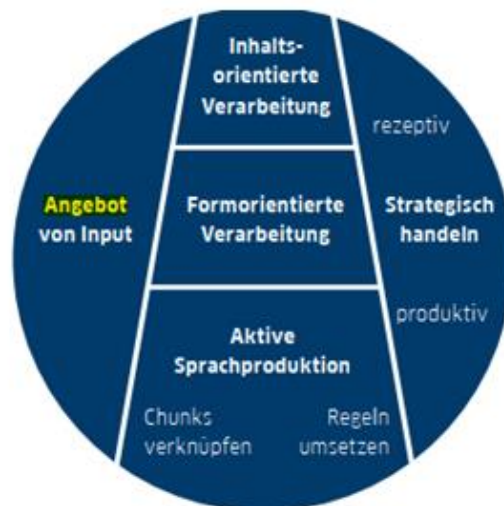 Inhalts-
orientierte
Verarbeitung
rezeptiv
Angebot
von Input
Formorientierte
Verarbeitung
Strategisch
handeln
produktiv
Aktive
Sprachproduktion
Chunks
verknüpfen
Regeln
umsetzen